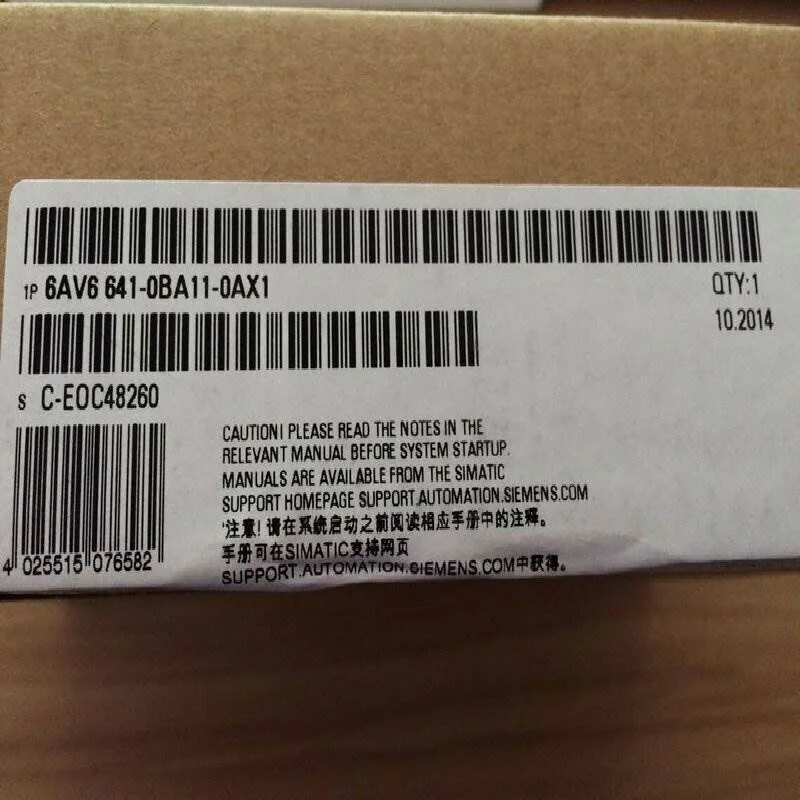 1P 6AV6 641-0BA11-0AX1
QTY:1
10.2014
S C-EOC48260
CAUTION! PLEASE READ THE NOTES IN THE
RELEVANT MANUAL BEFORE SYSTEM STARTUP.
MANUALS ARE AVAILABLE FROM THE SIMATIC
SUPPORT HOMEPAGE SUPPORT.AUTOMATION.SIEMENS.COM
'注意! 请在系统启动之前阅读相应手册中的注释。
手册可在SIMATIC支持网页
SUPPORT.AUTOMATION.SIEMENS.COM中获得。
4 025515 076582